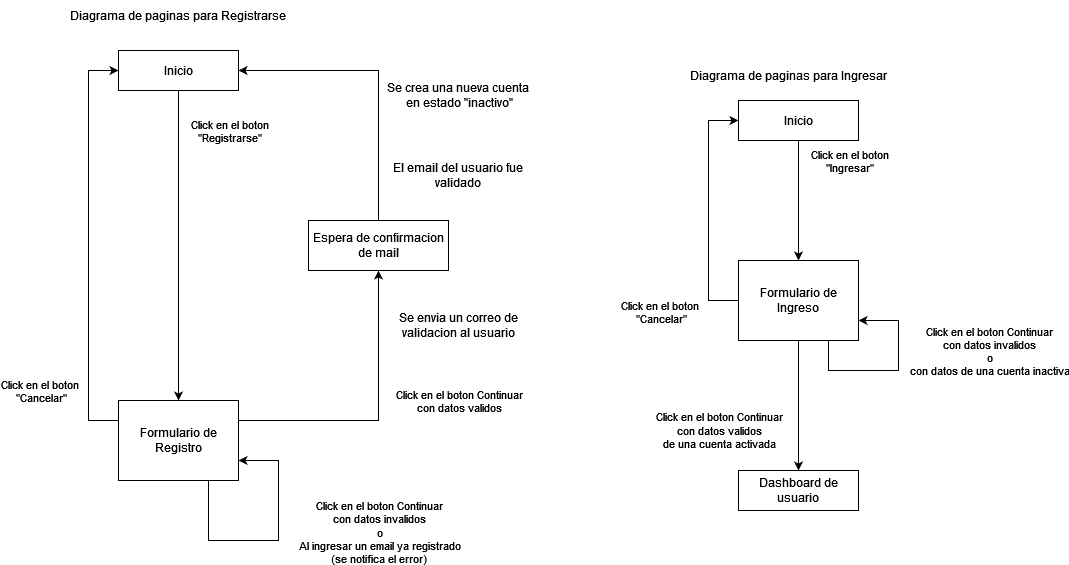 Diagrama de paginas para Registrarse
Inicio
Se crea una nueva cuenta
en estado "inactivo"
Click en el boton
"Registrarse"
El email del usuario fue
validado
Espera de confirmacion
de mail
Se envia un correo de
validacion al usuario
Click en el boton
"Cancelar"
Click en el boton Continuar
con datos validos
Formulario de
Registro
Click en el boton Continuar
con datos invalidos
o
Al ingresar un email ya registrado
(se notifica el error)
Diagrama de paginas para Ingresar
Inicio
Click en el boton
"Ingresar"
Formulario de
Ingreso
Click en el boton
"Cancelar"
Click en el boton Continuar
con datos invalidos
o
con datos de una cuenta inactiva
Click en el boton Continuar
con datos validos
de una cuenta activada
Dashboard de
usuario